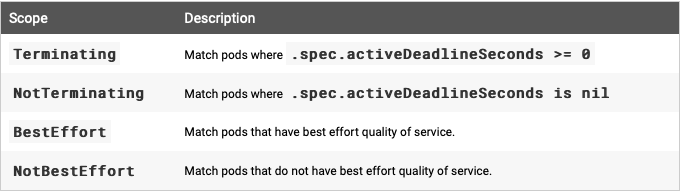 Scope Description
Terminating Match pods where .spec.activeDeadlineSeconds >= 0
NotTerminating Match pods where .spec.activeDeadlineSeconds is nil
BestEffort Match pods that have best effort quality of service.
NotBestEffort Match pods that do not have best effort quality of service.